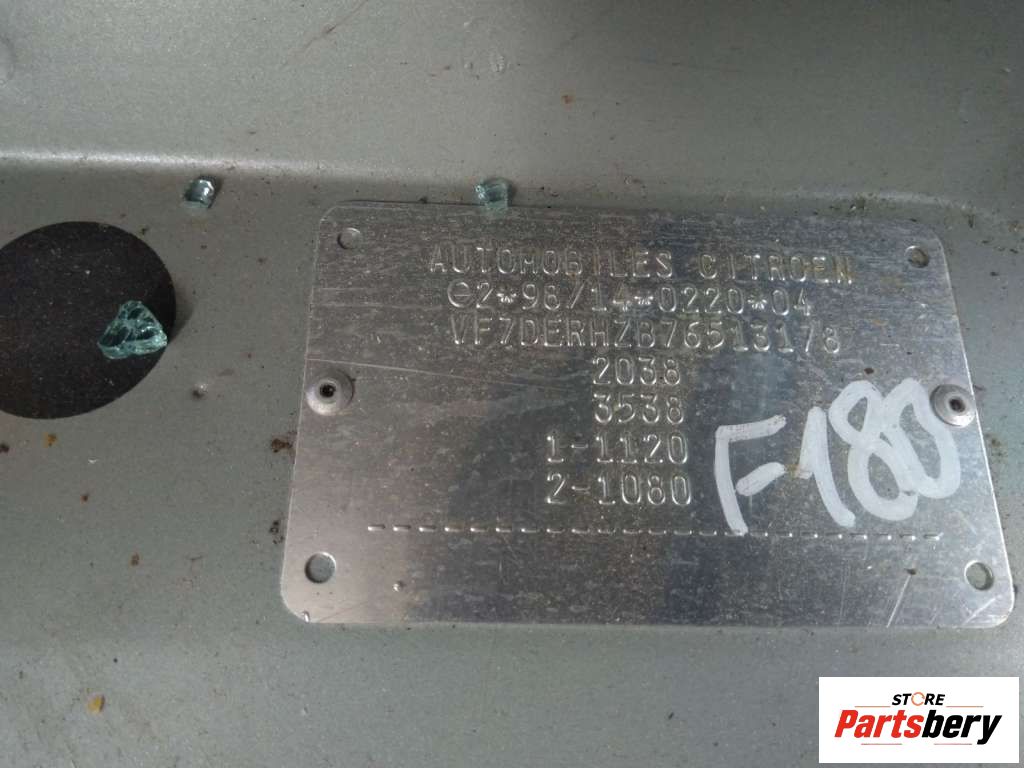 AUTOMOBILES CITROEN
e2*98/14*0220*04
VF7DERHZB76513178
2038
3538
1-1120
2-1080
------------------------
F-180
STORE
Partsbery